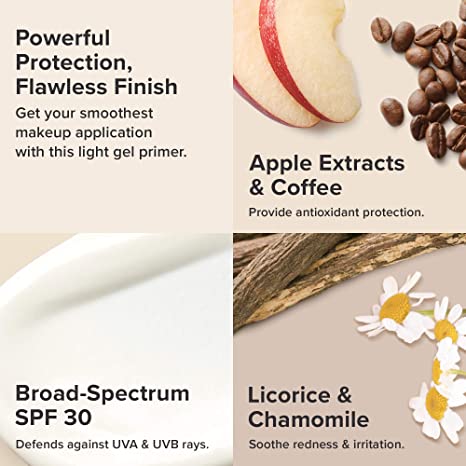 Powerful
Protection,
Flawless Finish
Get your smoothest
makeup application
with this light gel primer.
Apple Extracts
& Coffee
Provide antioxidant protection.
Broad-Spectrum
SPF 30
Defends against UVA & UVB rays.
Licorice &
Chamomile
Soothe redness & irritation.